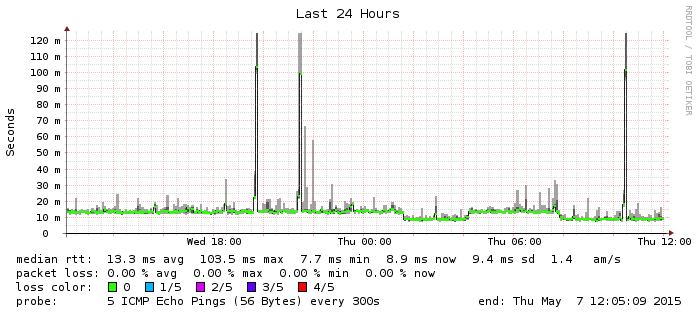 Last 24 Hours
RRDTOOL / TOBI OETIKER
Seconds
120 m
110 m
100 m
90 m
80 m
70 m
60 m
50 m
40 m
30 m
20 m
10 m
0
Wed 18:00 Thu 00:00 Thu 06:00 Thu 12:00
median rtt: 13.3 ms avg 103.5 ms max 7.7 ms min 8.9 ms now 9.4 ms sd 1.4 am/s
packet loss: 0.00 % avg 0.00 % max 0.00 % min 0.00 % now
loss color: 0 1/5 2/5 3/5 4/5
probe: 5 ICMP Echo Pings (56 Bytes) every 300s end: Thu May 7 12:05:09 2015